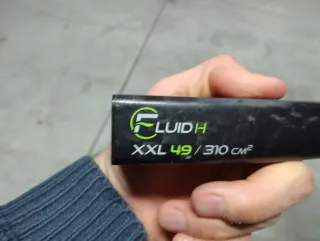 FLUID H
XXL 49 / 310 CM²